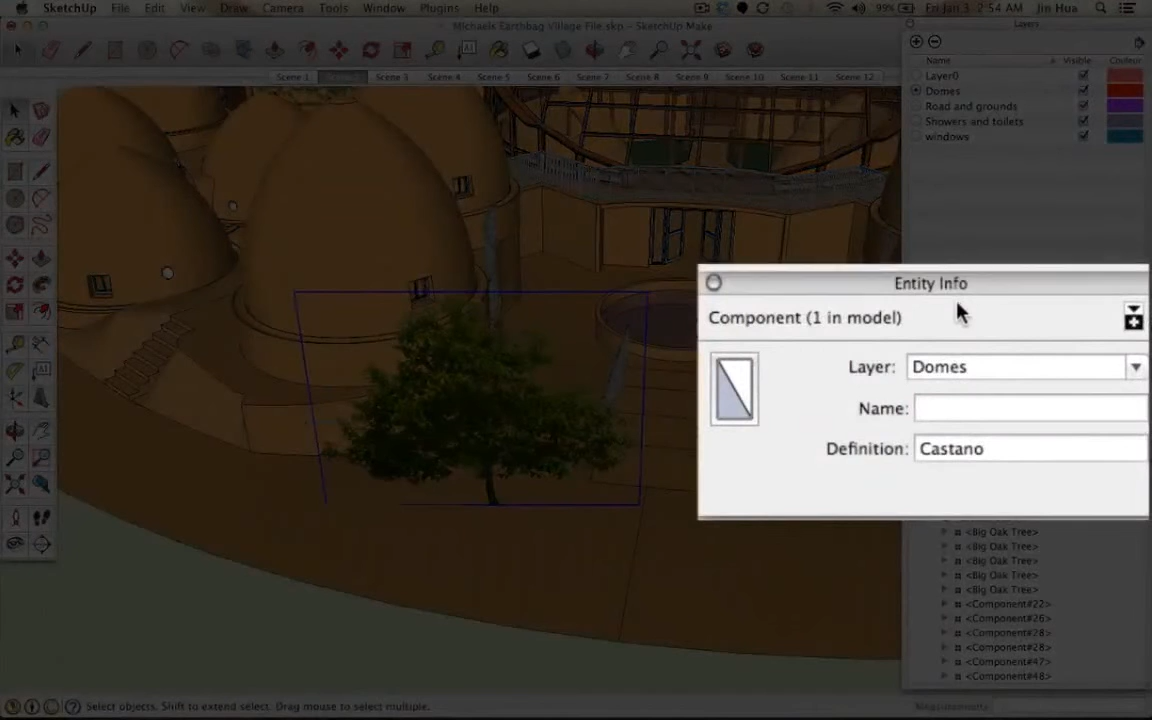 SketchUp File Edit View Draw Camera Tools Window Plugins Help 99% Fri Jan 3 2:54 AM Jin Hua
Michaels Earthbag Village File.skp - SketchUp Make
Layers
Scene 1 Scene 3 Scene 4 Scene 5 Scene 6 Scene 7 Scene 8 Scene 9 Scene 10 Scene 11 Scene 12
Name Visible Colour
Layer0
Domes
Road and grounds
Showers and toilets
windows
Entity Info
Component (1 in model)
Layer: Domes
Name:
Definition: Castano
<Big Oak Tree>
<Big Oak Tree>
<Big Oak Tree>
<Big Oak Tree>
<Big Oak Tree>
<Component#22>
<Component#26>
<Component#28>
<Component#28>
<Component#47>
<Component#48>
Select objects. Shift to extend select. Drag mouse to select multiple.
Measurements